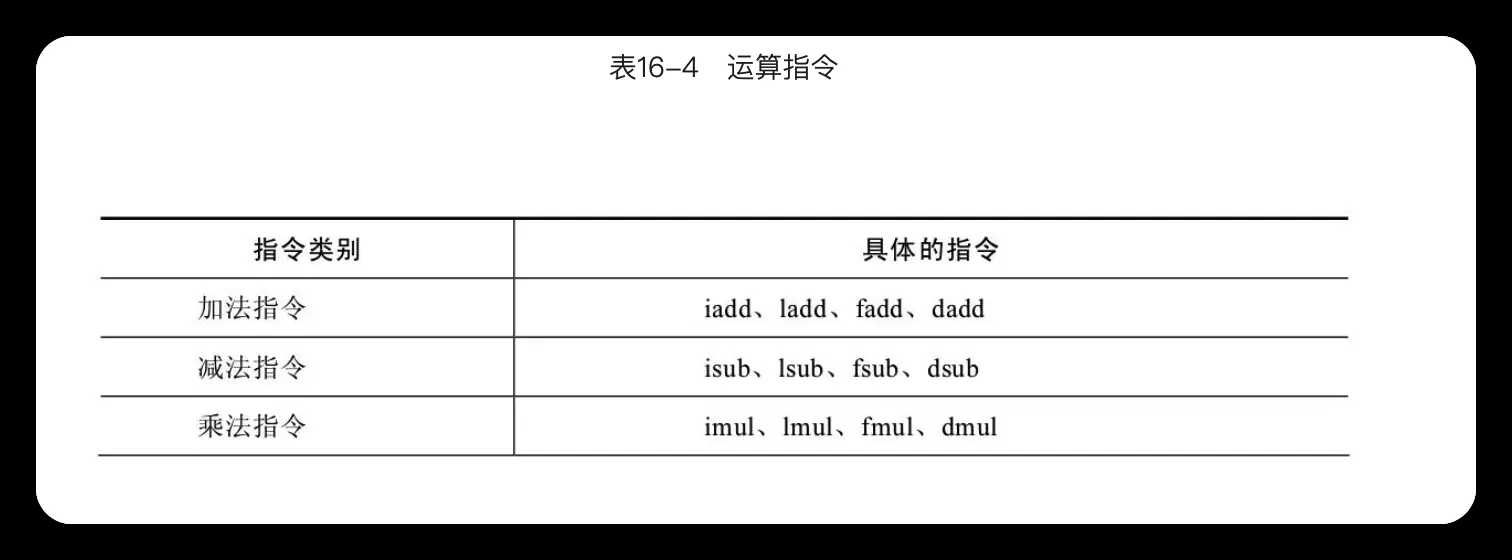 表16-4 运算指令
指令类别 具体的指令
加法指令 iadd、ladd、fadd、dadd
减法指令 isub、lsub、fsub、dsub
乘法指令 imul、lmul、fmul、dmul